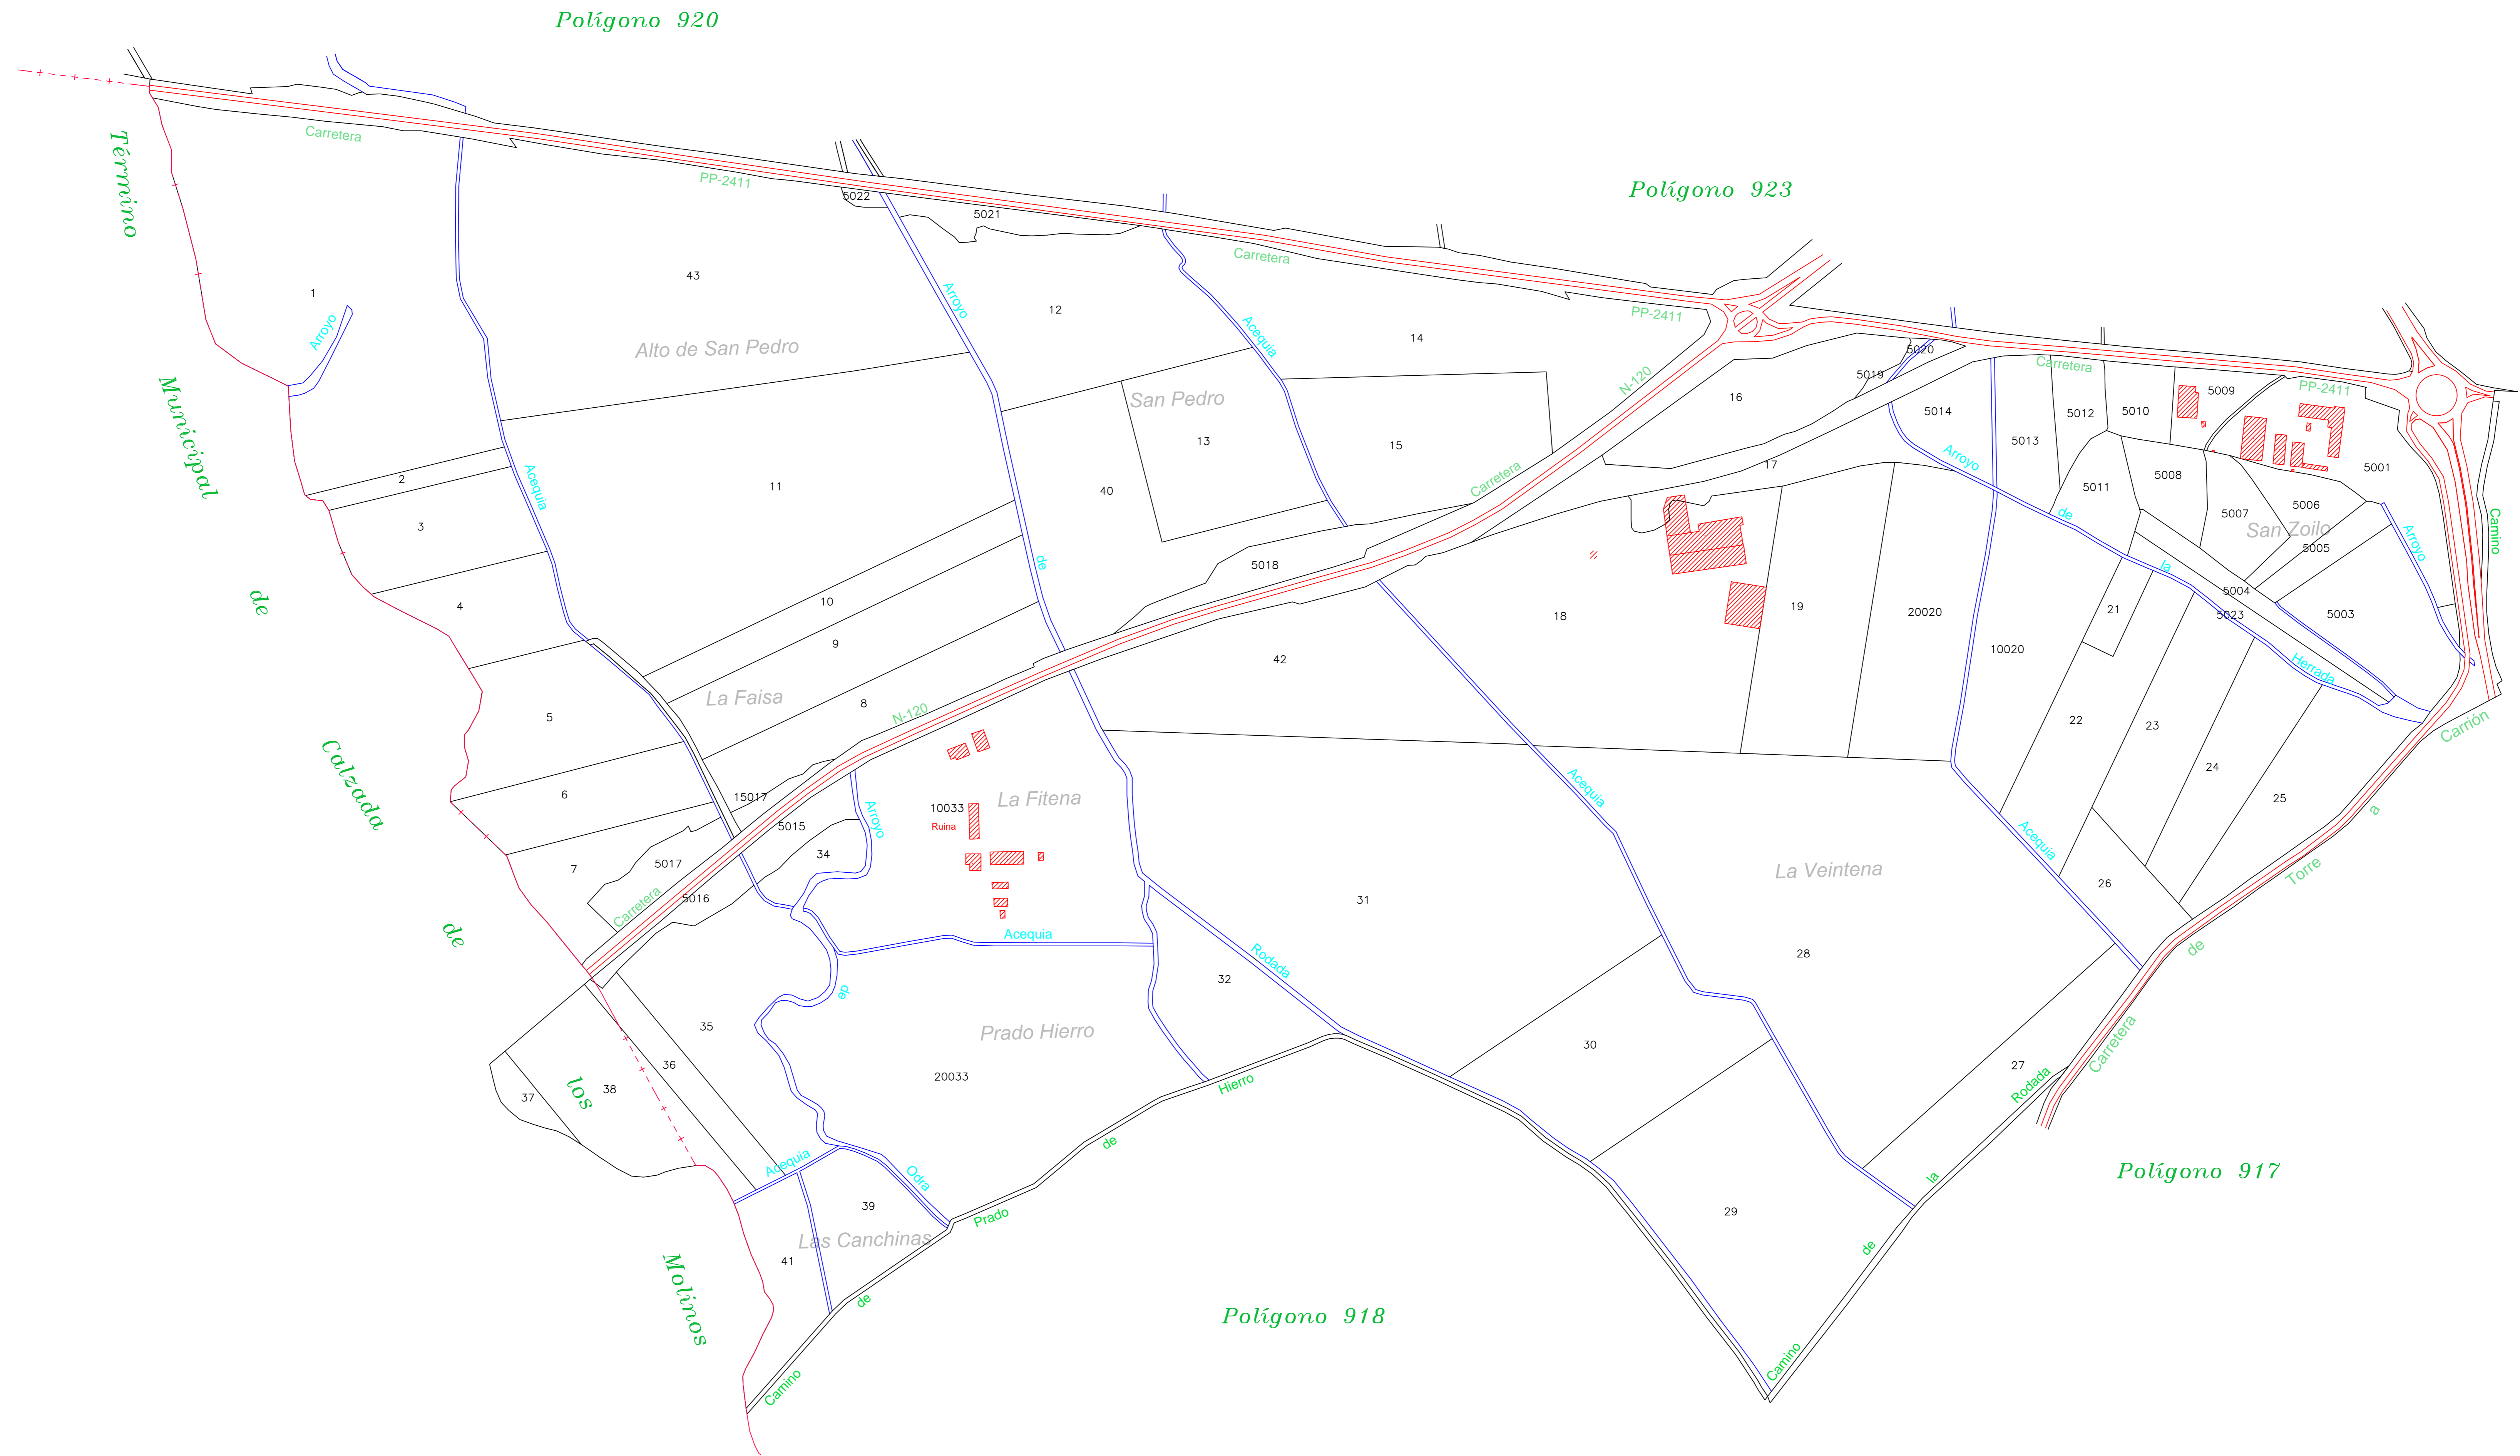 Polígono 920
Polígono 923
Término
Municipal
de
Calzada
de
los
Molinos
Carretera
PP-2411
Carretera
PP-2411
Carretera
PP-2411
5022
5021
43
1
Arroyo
Arroyo
12
Acequia
14
Alto de San Pedro
San Pedro
N-120
16
5020
5019
5014
5013
5012
5010
5009
5001
13
15
17
2
Acequia
11
40
Carretera
Arroyo
5011
5008
5007
5006
San Zoilo
5005
Arroyo
Camino
3
de
de
la
5018
4
10
9
18
19
20020
10020
21
5004
5023
5003
42
Herrada
La Faisa
8
N-120
5
22
23
Carrión
24
6
15017
La Fitena
10033
Ruina
Arroyo
Acequia
25
5015
a
34
Acequia
7
5017
La Veintena
Torre
26
5016
Carretera
31
Acequia
de
28
Rodada
32
de
35
Prado Hierro
30
Carretera
36
27
20033
38
37
Hierro
Rodada
de
Acequia
Odra
la
Polígono 917
39
Prado
29
Las Canchinas
41
de
de
Polígono 918
Camino
Camino